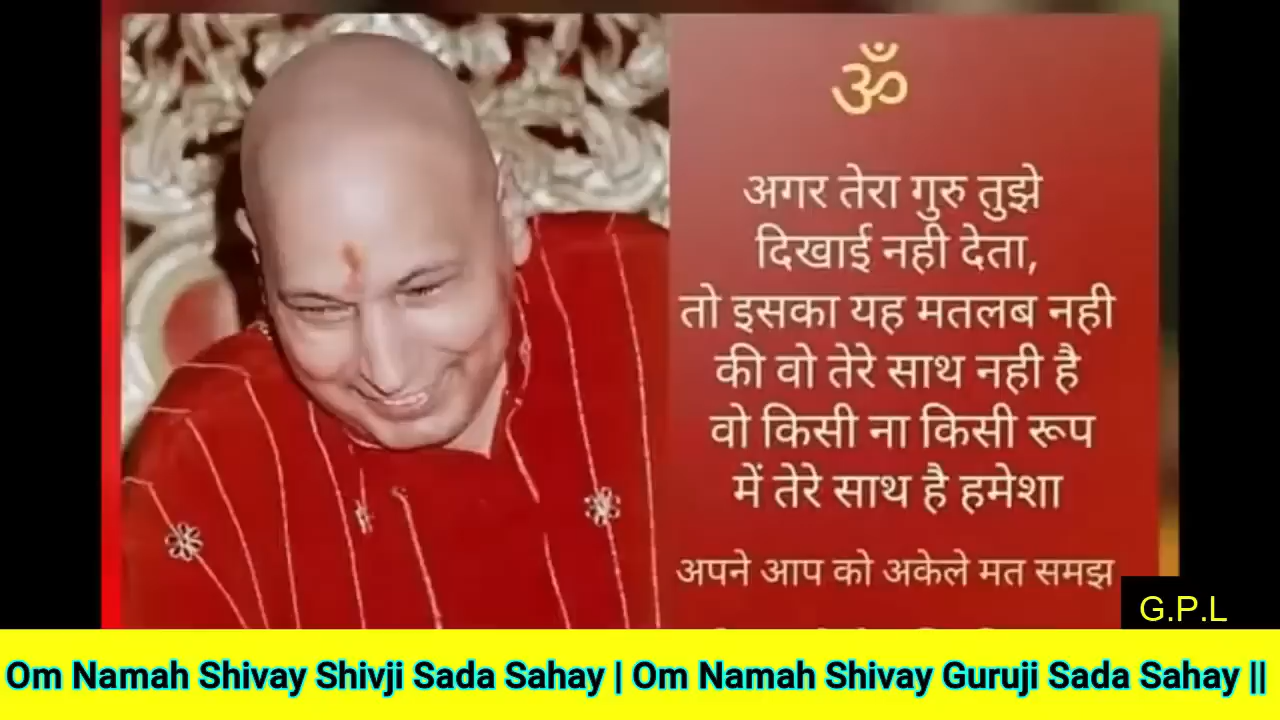 ॐ
अगर तेरा गुरु तुझे
दिखाई नही देता,
तो इसका यह मतलब नही
की वो तेरे साथ नही है
वो किसी ना किसी रूप
में तेरे साथ है हमेशा
अपने आप को अकेले मत समझ
G.P.L
Om Namah Shivay Shivji Sada Sahay | Om Namah Shivay Guruji Sada Sahay ||